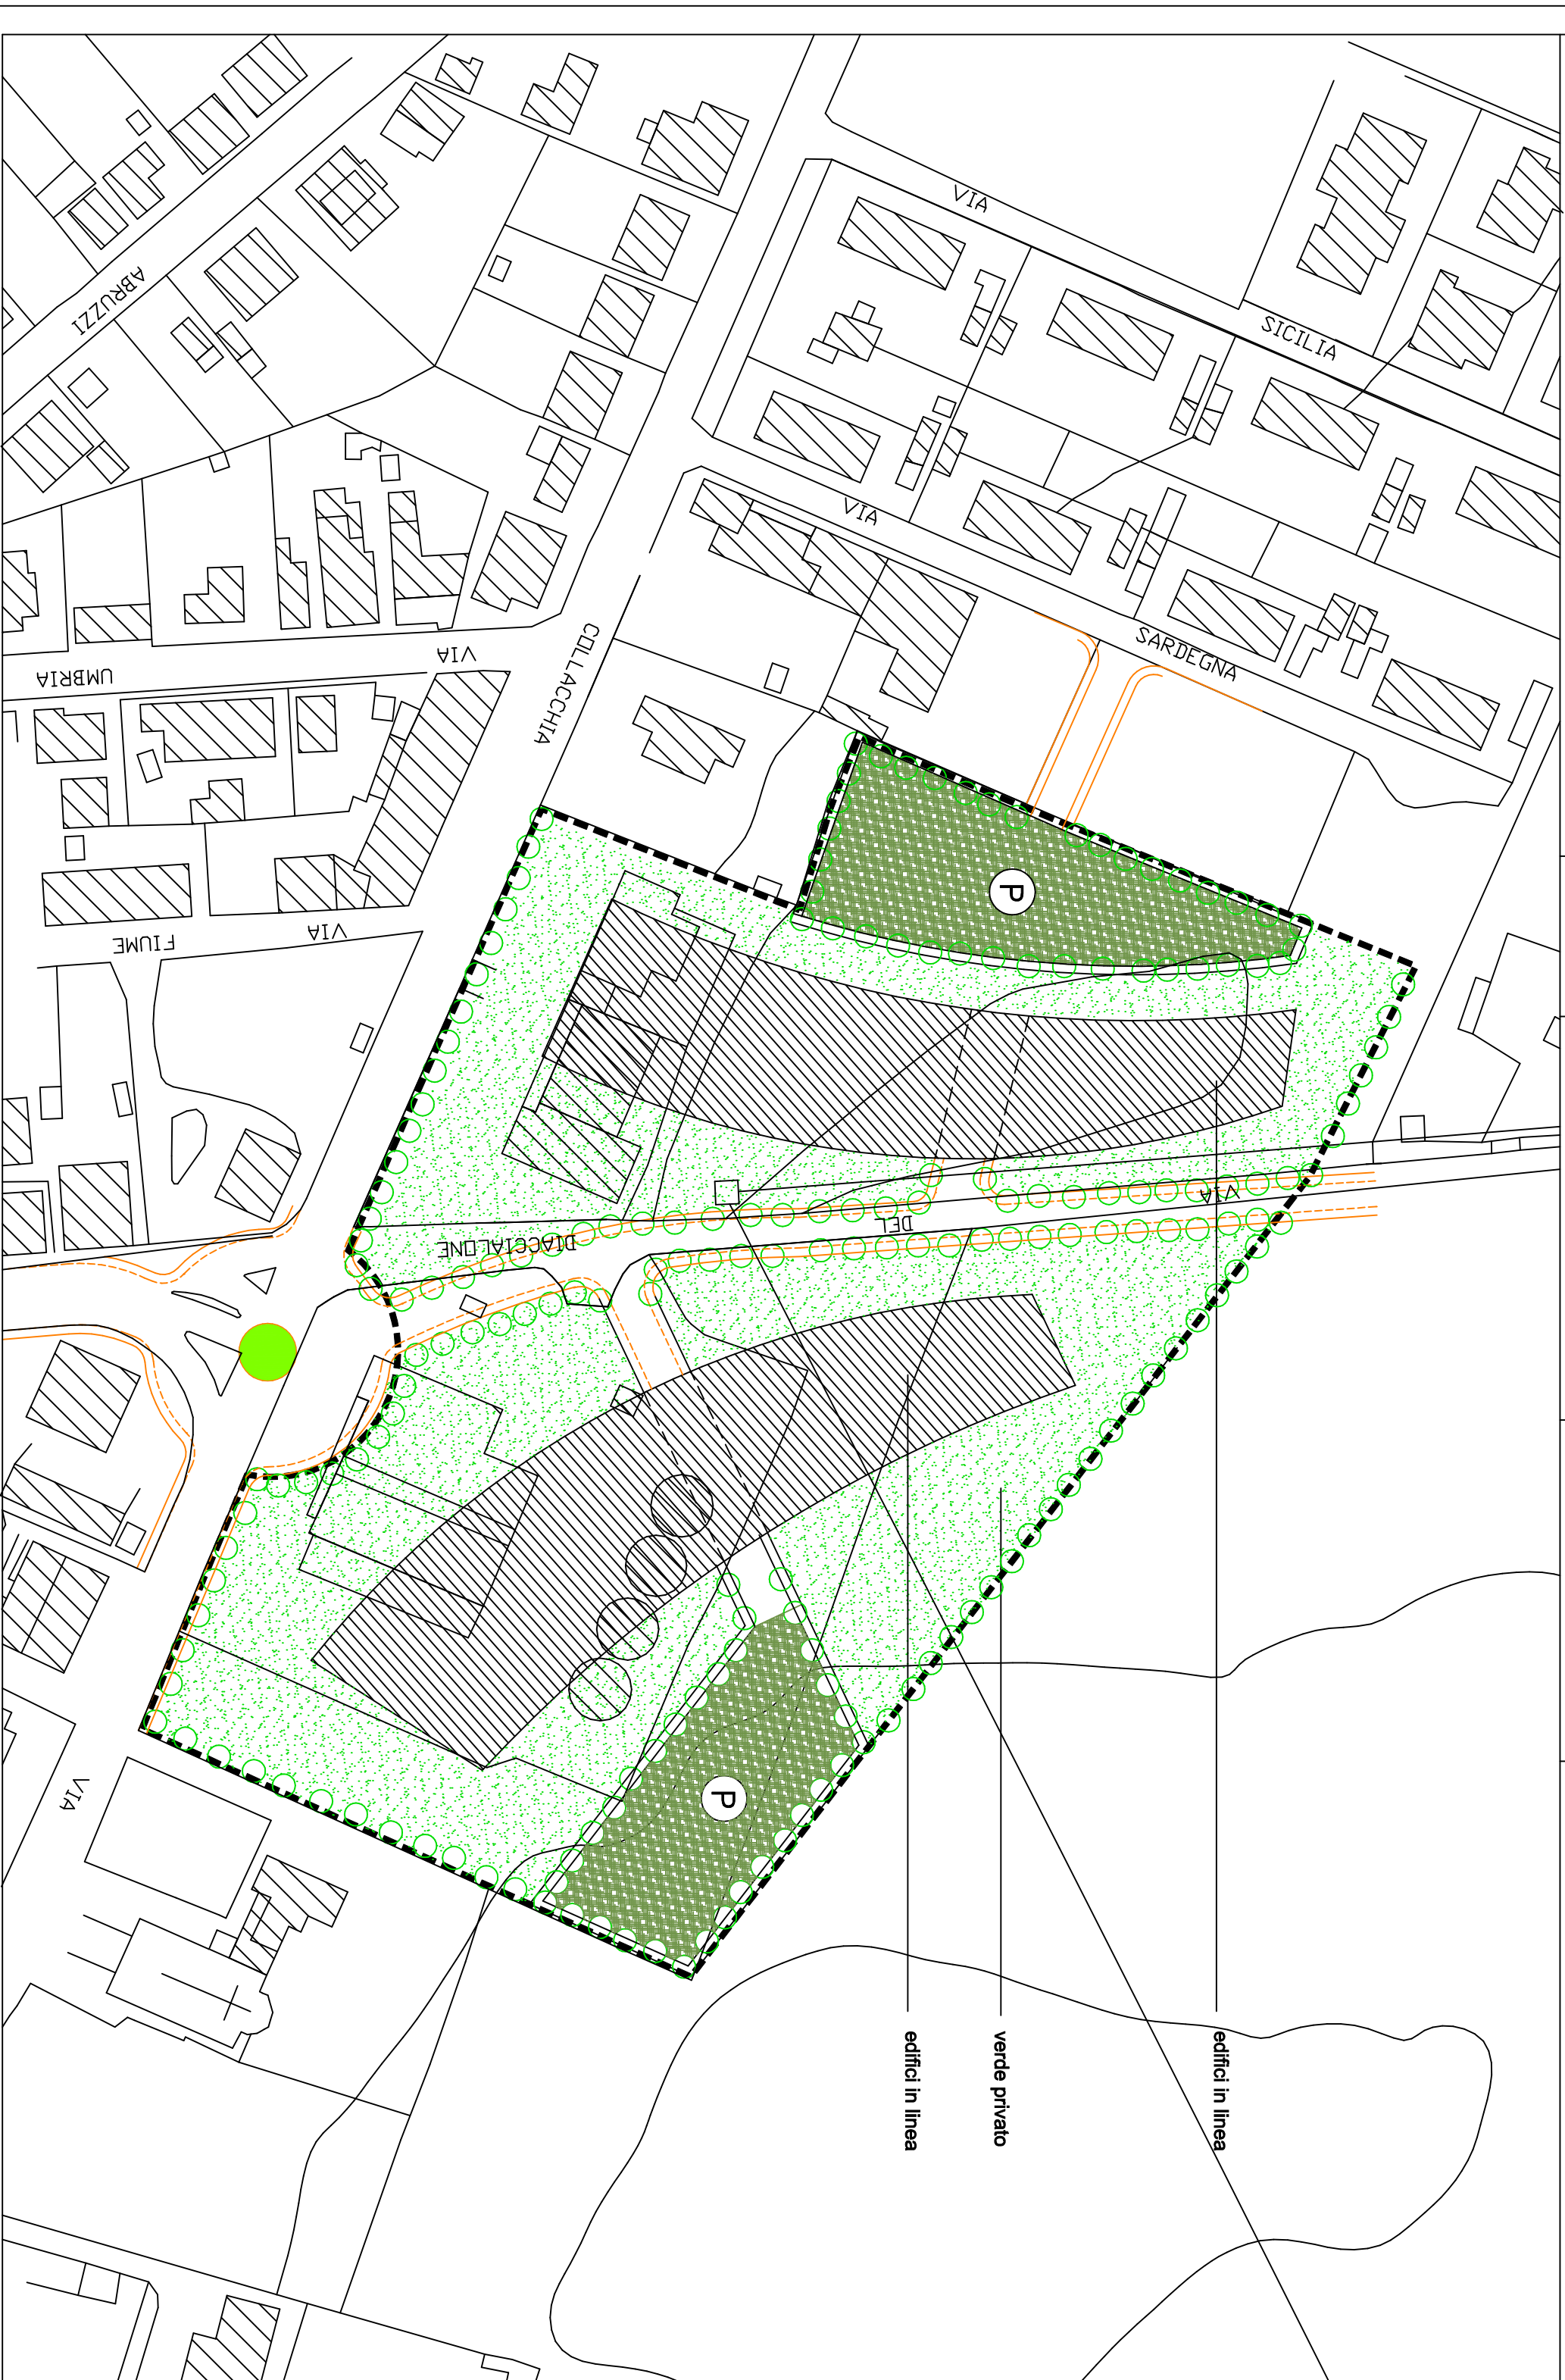 VIA
SICILIA
ABRUZZI
VIA
SARDEGNA
VIA
UMBRIA
COLLACCHIA
P
VIA
FIUME
VIA
DEL
DIACCIALONE
P
VIA
edifici in linea
verde privato
edifici in linea